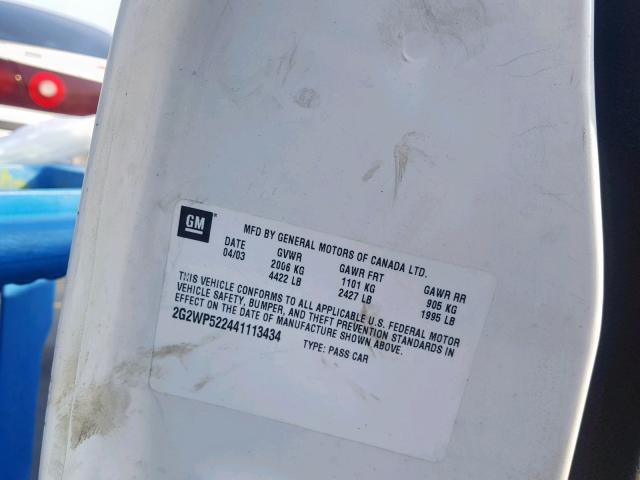 GM
MFD BY GENERAL MOTORS OF CANADA LTD.
DATE GVWR GAWR FRT GAWR RR
04/03 2006 KG 1101 KG 905 KG
4422 LB 2427 LB 1995 LB
THIS VEHICLE CONFORMS TO ALL APPLICABLE U.S. FEDERAL MOTOR
VEHICLE SAFETY, BUMPER, AND THEFT PREVENTION STANDARDS IN
EFFECT ON THE DATE OF MANUFACTURE SHOWN ABOVE.
2G2WP522441113434 TYPE: PASS CAR